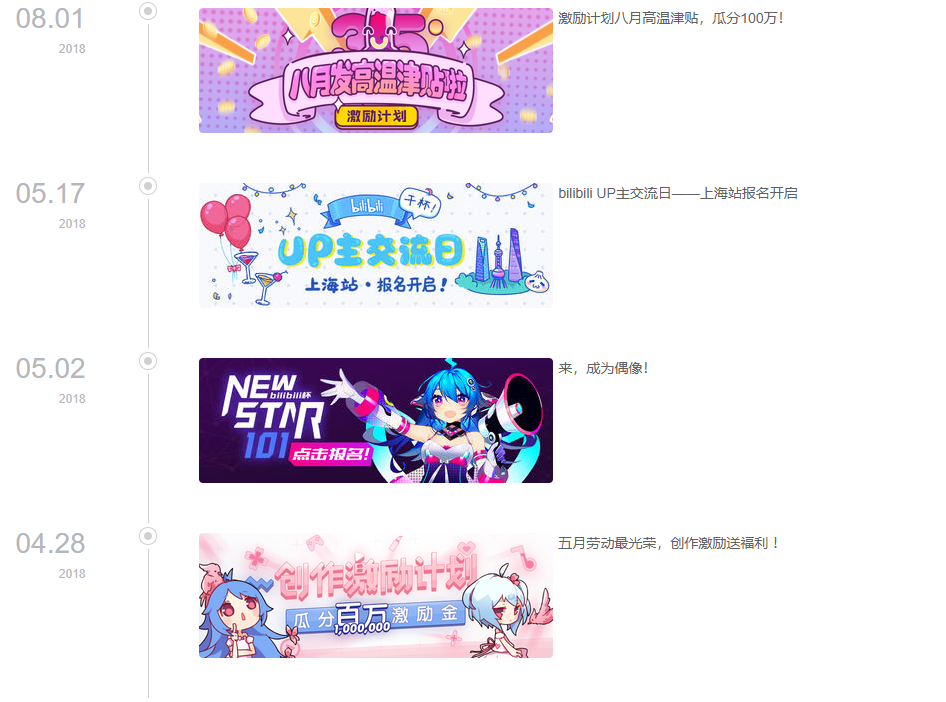 08.01
2018
35°
八月发高温津贴啦
激励计划
激励计划八月高温津贴，瓜分100万！
05.17
2018
bilibili
干杯!
UP主交流日
上海站·报名开启!
bilibili UP主交流日——上海站报名开启
05.02
2018
NEW
bilibili杯
STAR
101
点击报名!
来，成为偶像！
04.28
2018
创作激励计划
瓜分百万激励金
1,000,000
五月劳动最光荣，创作激励送福利 ！